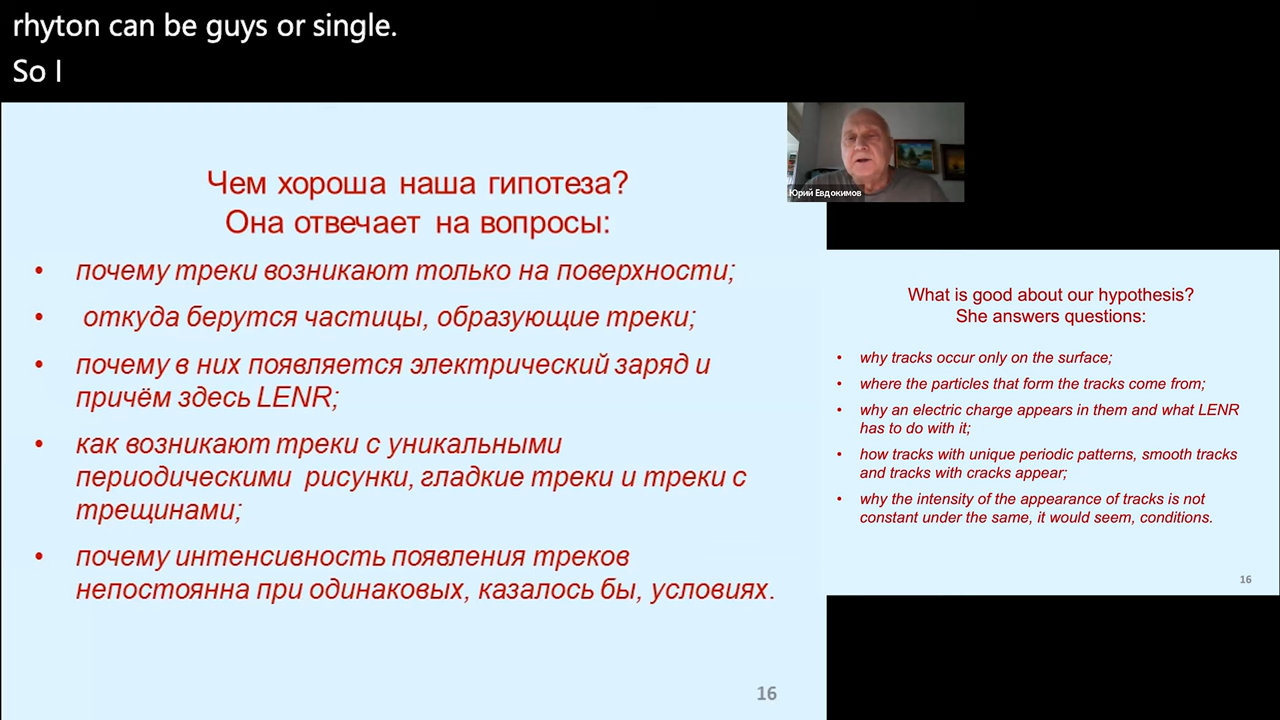 rhyton can be guys or single.
So I
Чем хороша наша гипотеза?
Она отвечает на вопросы:
• почему треки возникают только на поверхности;
• откуда берутся частицы, образующие треки;
• почему в них появляется электрический заряд и
причём здесь LENR;
• как возникают треки с уникальными
периодическими рисунки, гладкие треки и треки с
трещинами;
• почему интенсивность появления треков
непостоянна при одинаковых, казалось бы, условиях.
16
Юрий Евдокимов
What is good about our hypothesis?
She answers questions:
• why tracks occur only on the surface;
• where the particles that form the tracks come from;
• why an electric charge appears in them and what LENR
has to do with it;
• how tracks with unique periodic patterns, smooth tracks
and tracks with cracks appear;
• why the intensity of the appearance of tracks is not
constant under the same, it would seem, conditions.
16